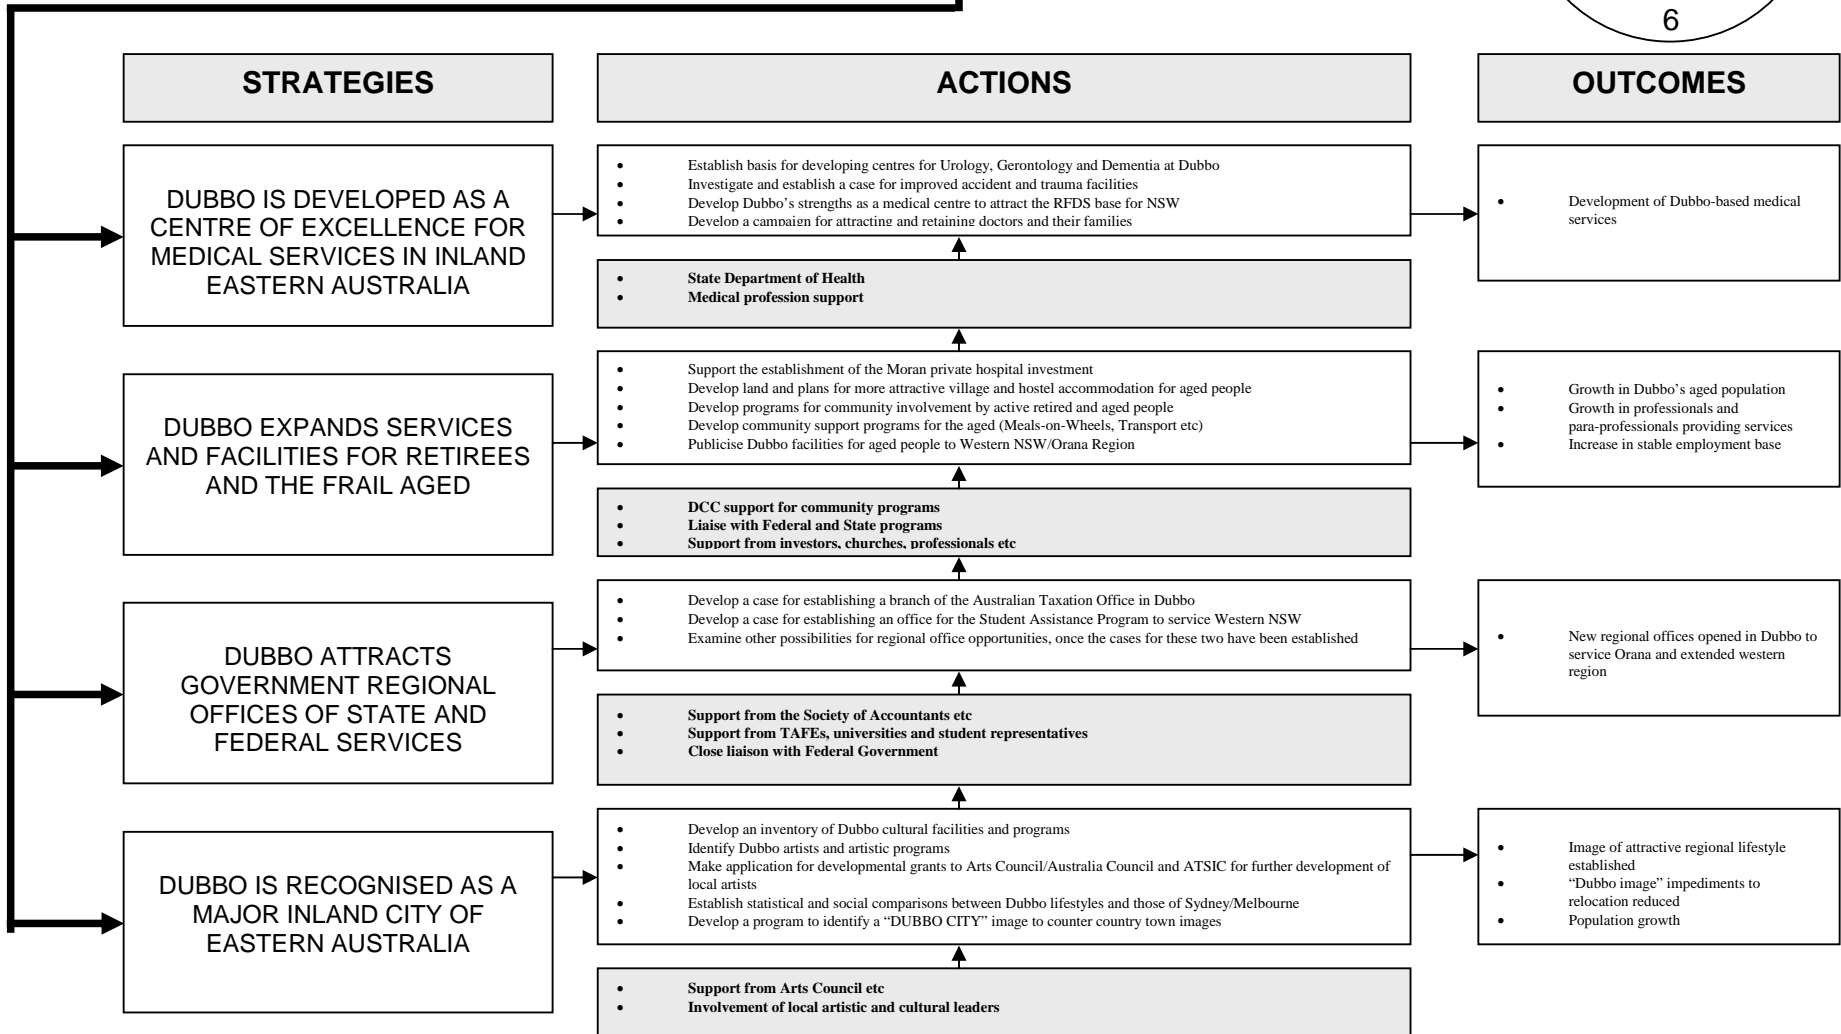 6
STRATEGIES
ACTIONS
OUTCOMES
DUBBO IS DEVELOPED AS A
CENTRE OF EXCELLENCE FOR
MEDICAL SERVICES IN INLAND
EASTERN AUSTRALIA
• Establish basis for developing centres for Urology, Gerontology and Dementia at Dubbo
• Investigate and establish a case for improved accident and trauma facilities
• Develop Dubbo’s strengths as a medical centre to attract the RFDS base for NSW
• Develop a campaign for attracting and retaining doctors and their families
• Development of Dubbo-based medical
services
• State Department of Health
• Medical profession support
DUBBO EXPANDS SERVICES
AND FACILITIES FOR RETIREES
AND THE FRAIL AGED
• Support the establishment of the Moran private hospital investment
• Develop land and plans for more attractive village and hostel accommodation for aged people
• Develop programs for community involvement by active retired and aged people
• Develop community support programs for the aged (Meals-on-Wheels, Transport etc)
• Publicise Dubbo facilities for aged people to Western NSW/Orana Region
• Growth in Dubbo’s aged population
• Growth in professionals and
para-professionals providing services
• Increase in stable employment base
• DCC support for community programs
• Liaise with Federal and State programs
• Support from investors, churches, professionals etc
DUBBO ATTRACTS
GOVERNMENT REGIONAL
OFFICES OF STATE AND
FEDERAL SERVICES
• Develop a case for establishing a branch of the Australian Taxation Office in Dubbo
• Develop a case for establishing an office for the Student Assistance Program to service Western NSW
• Examine other possibilities for regional office opportunities, once the cases for these two have been established
• New regional offices opened in Dubbo to
service Orana and extended western
region
• Support from the Society of Accountants etc
• Support from TAFEs, universities and student representatives
• Close liaison with Federal Government
DUBBO IS RECOGNISED AS A
MAJOR INLAND CITY OF
EASTERN AUSTRALIA
• Develop an inventory of Dubbo cultural facilities and programs
• Identify Dubbo artists and artistic programs
• Make application for developmental grants to Arts Council/Australia Council and ATSIC for further development of
local artists
• Establish statistical and social comparisons between Dubbo lifestyles and those of Sydney/Melbourne
• Develop a program to identify a “DUBBO CITY” image to counter country town images
• Image of attractive regional lifestyle
established
• “Dubbo image” impediments to
relocation reduced
• Population growth
• Support from Arts Council etc
• Involvement of local artistic and cultural leaders